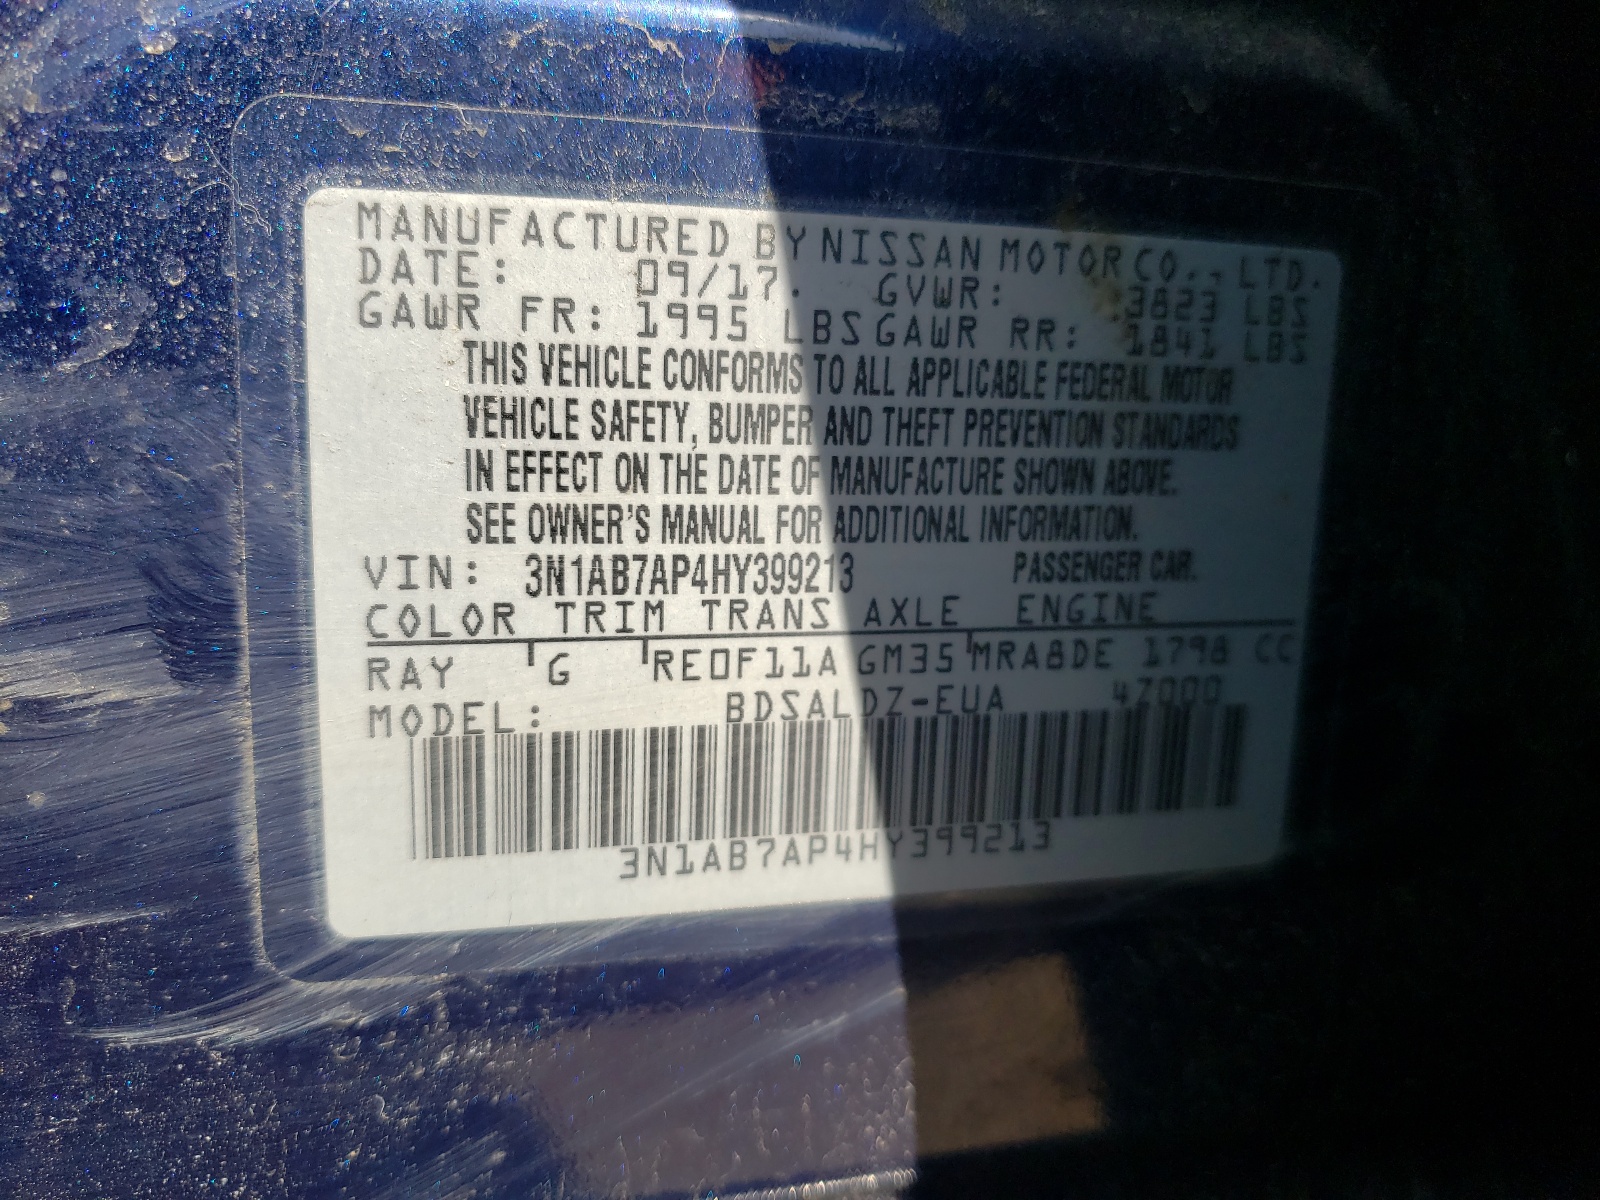 MANUFACTURED BY NISSAN MOTOR CO., LTD.
DATE: 09/17. GVWR: 3823 LBS
GAWR FR: 1995 LBS GAWR RR: 1841 LBS
THIS VEHICLE CONFORMS TO ALL APPLICABLE FEDERAL MOTOR
VEHICLE SAFETY, BUMPER AND THEFT PREVENTION STANDARDS
IN EFFECT ON THE DATE OF MANUFACTURE SHOWN ABOVE.
SEE OWNER'S MANUAL FOR ADDITIONAL INFORMATION.
VIN: 3N1AB7AP4HY399213 PASSENGER CAR.
COLOR TRIM TRANS AXLE ENGINE
RAY G RE0F11A GM35 MRA8DE 1798 CC
MODEL: BDSALDZ-EUA 4Z000
3N1AB7AP4HY399213